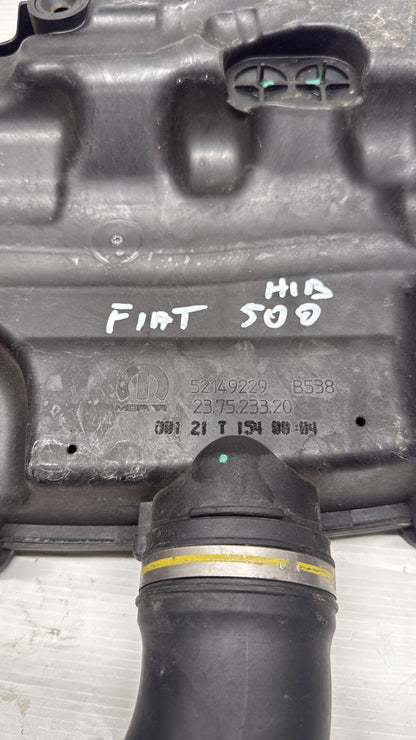 HIB
FIAT 500
MOPAR
52149229 B538
23.75.233.20
001 21 T 154 00:04